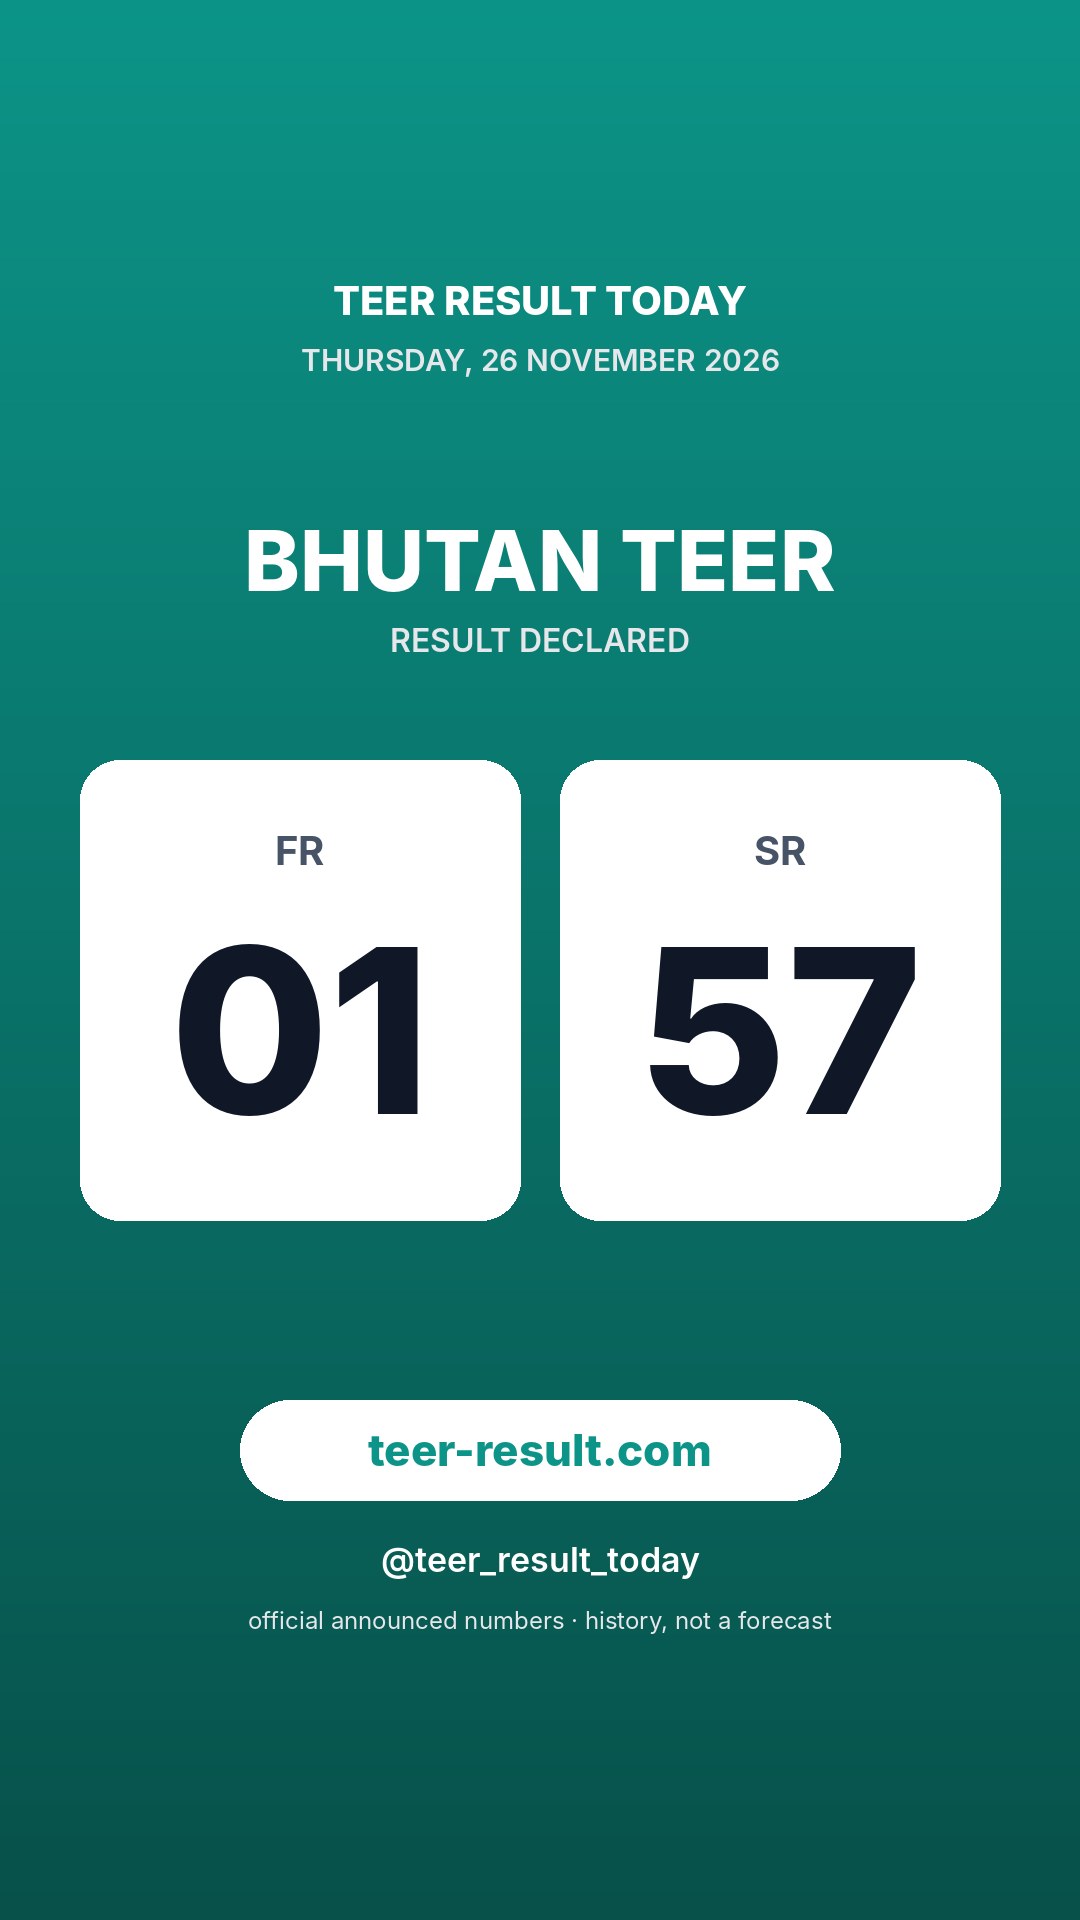 TEER RESULT TODAY
THURSDAY, 26 NOVEMBER 2026
BHUTAN TEER
RESULT DECLARED
FR
01
SR
57
teer-result.com
@teer_result_today
official announced numbers · history, not a forecast